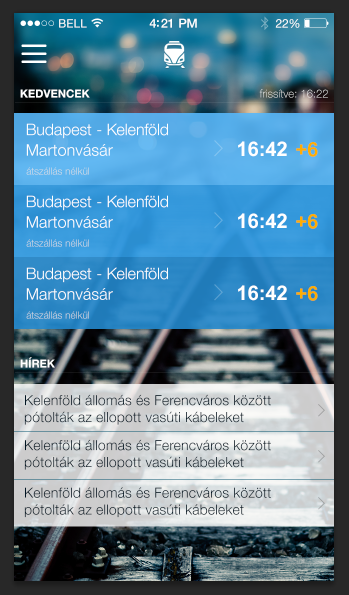 BELL 4:21 PM 22%
KEDVENCEK frissítve: 16:22
Budapest - Kelenföld
Martonvásár 16:42 +6
átszállás nélkül
Budapest - Kelenföld
Martonvásár 16:42 +6
átszállás nélkül
Budapest - Kelenföld
Martonvásár 16:42 +6
átszállás nélkül
HÍREK
Kelenföld állomás és Ferencváros között
pótolták az ellopott vasúti kábeleket
Kelenföld állomás és Ferencváros között
pótolták az ellopott vasúti kábeleket
Kelenföld állomás és Ferencváros között
pótolták az ellopott vasúti kábeleket